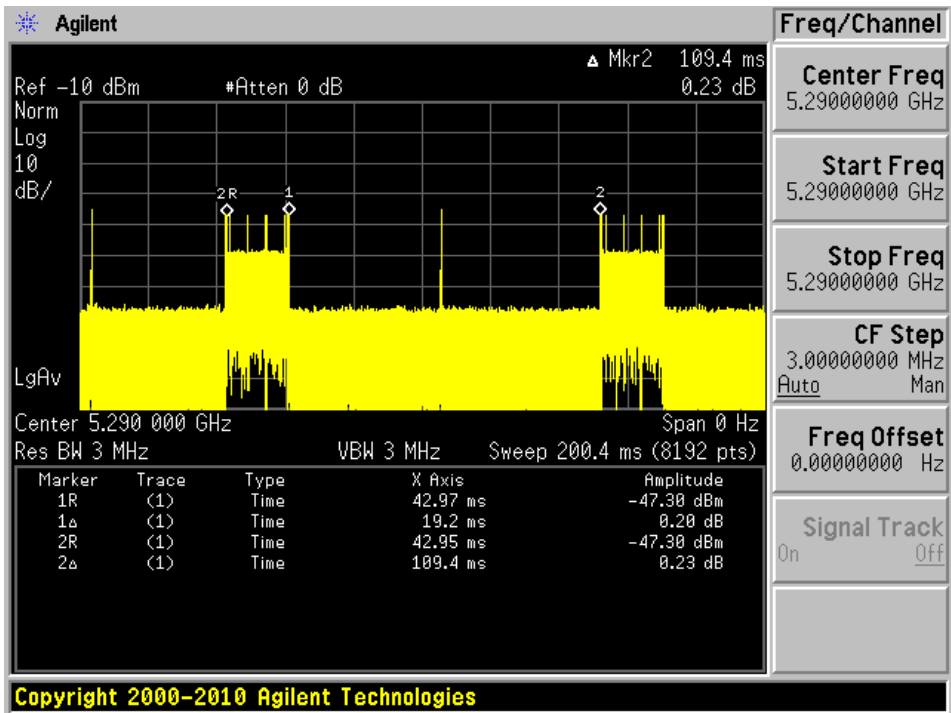 Agilent
Freq/Channel
Δ Mkr2 109.4 ms
Ref -10 dBm #Atten 0 dB 0.23 dB
Norm
Log
10
dB/
2R 1 2
LgAv
Center 5.290 000 GHz Span 0 Hz
Res BW 3 MHz VBW 3 MHz Sweep 200.4 ms (8192 pts)
Marker Trace Type X Axis Amplitude
1R (1) Time 42.97 ms -47.30 dBm
1Δ (1) Time 19.2 ms 0.20 dB
2R (1) Time 42.95 ms -47.30 dBm
2Δ (1) Time 109.4 ms 0.23 dB
Center Freq
5.29000000 GHz
Start Freq
5.29000000 GHz
Stop Freq
5.29000000 GHz
CF Step
3.00000000 MHz
Auto Man
Freq Offset
0.00000000 Hz
Signal Track
On Off
Copyright 2000-2010 Agilent Technologies